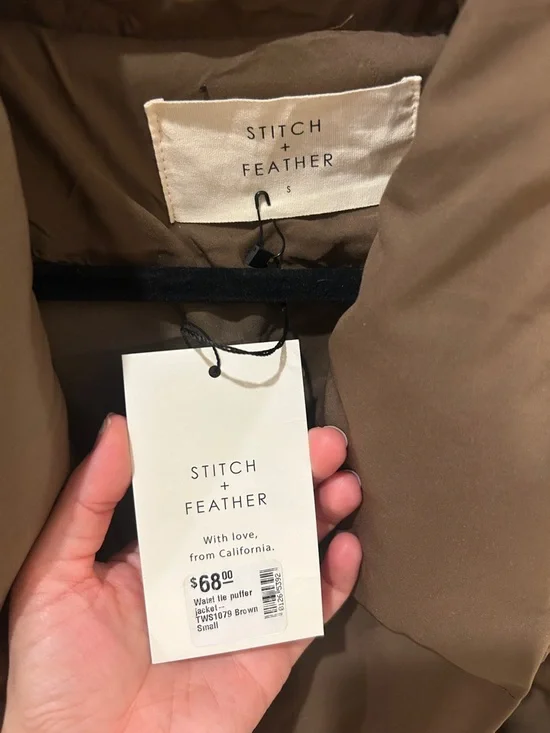 STITCH
+
FEATHER
S
STITCH
+
FEATHER
With love,
from California.
$68.00
Waist tie puffer
jacket--
TWS1079 Brown
Small